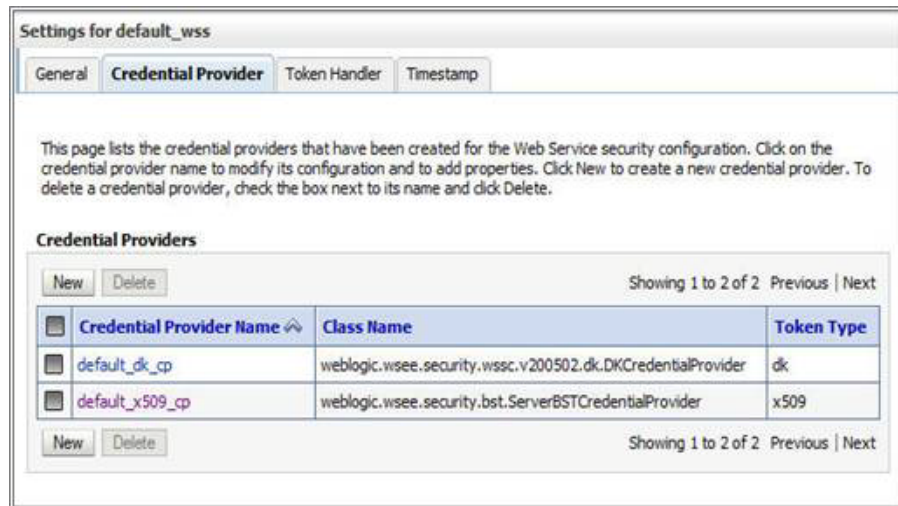 Settings for default_wss
General Credential Provider Token Handler Timestamp
This page lists the credential providers that have been created for the Web Service security configuration. Click on the
credential provider name to modify its configuration and to add properties. Click New to create a new credential provider. To
delete a credential provider, check the box next to its name and click Delete.
Credential Providers
New Delete Showing 1 to 2 of 2 Previous | Next
Credential Provider Name Class Name Token Type
default_dk_cp weblogic.wsee.security.wssc.v200502.dk.DKCredentialProvider dk
default_x509_cp weblogic.wsee.security.bst.ServerBSTCredentialProvider x509
New Delete Showing 1 to 2 of 2 Previous | Next